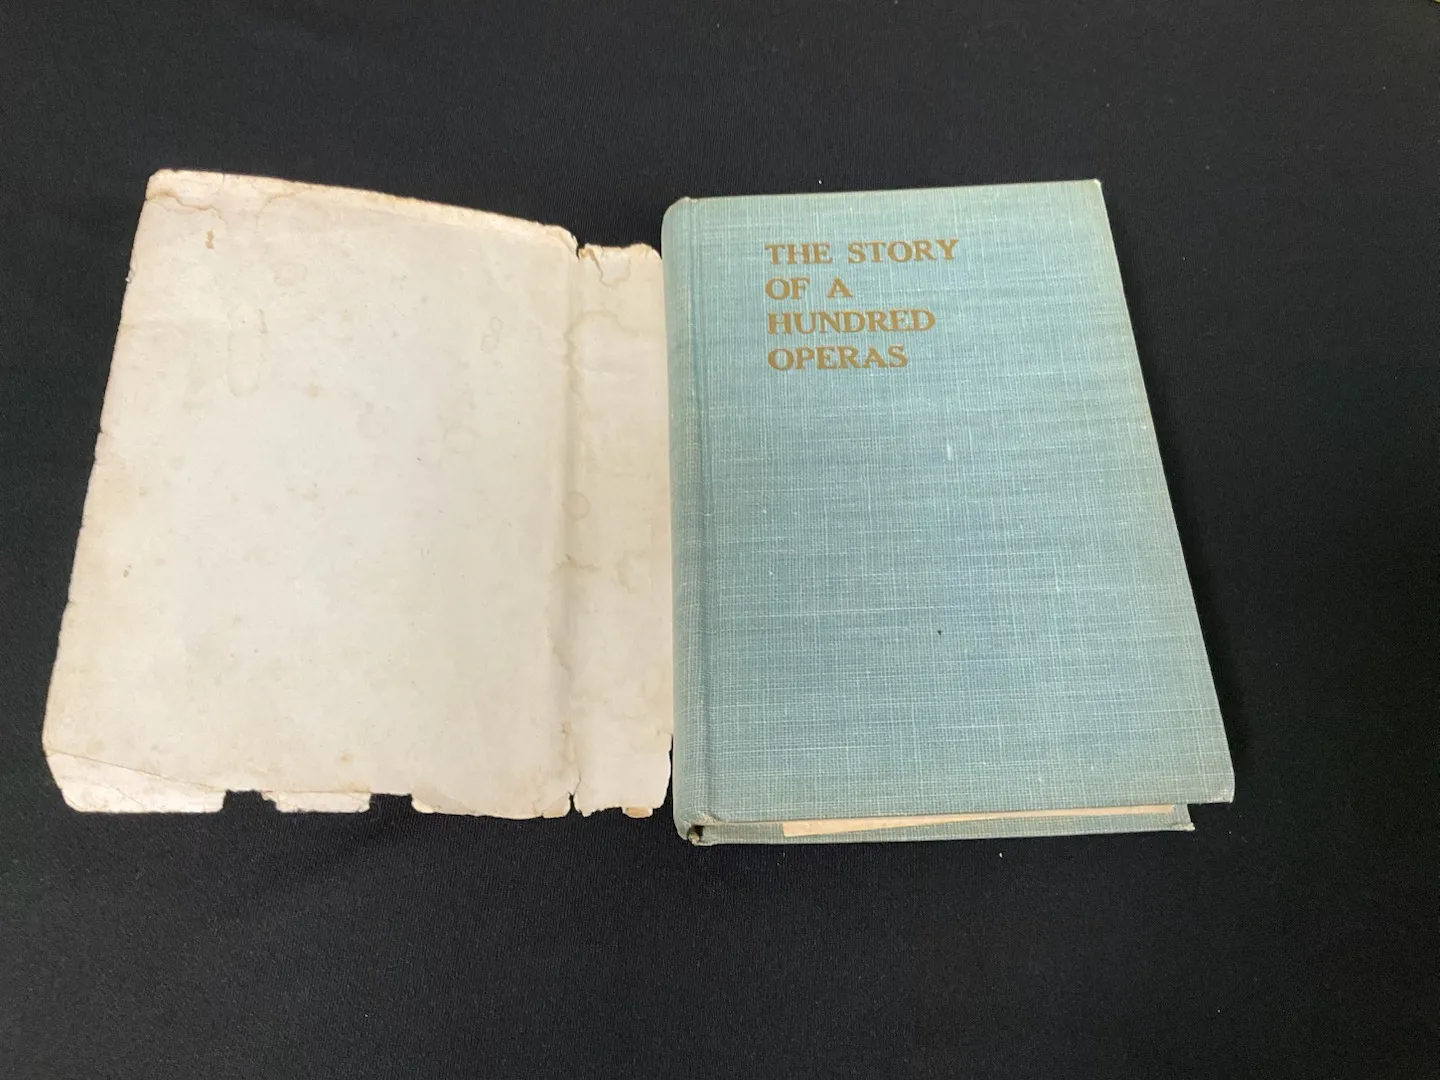 THE STORY
OF A
HUNDRED
OPERAS